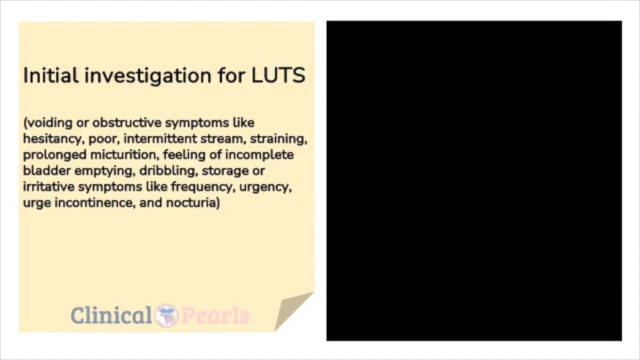 Initial investigation for LUTS
(voiding or obstructive symptoms like
hesitancy, poor, intermittent stream, straining,
prolonged micturition, feeling of incomplete
bladder emptying, dribbling, storage or
irritative symptoms like frequency, urgency,
urge incontinence, and nocturia)
Clinical Pearls